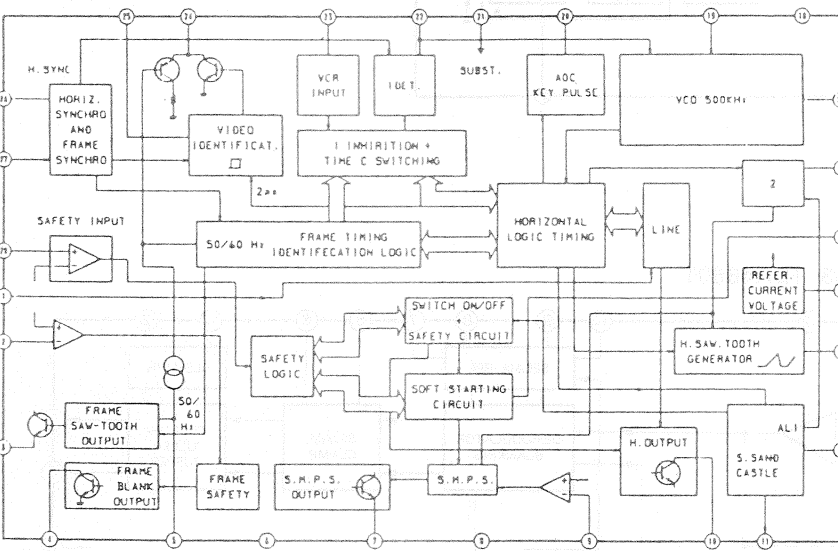 25
24
23
22
21
20
19
18
H. SYNC
VCR
INPUT
IDET.
SUBST.
AOC
KEY PULSE
VCO 500KHz
HORIZ.
SYNCHRO
AND
FRAME
SYNCHRO
VIDEO
IDENTIFICAT.
I INHIRITION +
TIME C SWITCHING
27
2µs
2
SAFETY INPUT
50/60 Hz
FRAME TIMING
IDENTIFECATION LOGIC
HORIZONTAL
LOGIC TIMING
LINE
28
REFER.
CURRENT
VOLTAGE
1
SWITCH ON/OFF
+
SAFETY CIRCUIT
2
SAFETY
LOGIC
H. SAW. TOOTH
GENERATOR
SOFT STARTING
CIRCUIT
50/
60
Hz
FRAME
SAW-TOOTH
OUTPUT
3
H. OUTPUT
AL1
S. SAND
CASTLE
FRAME
BLANK
OUTPUT
FRAME
SAFETY
S.M.P.S.
OUTPUT
S.M.P.S.
4
5
6
7
8
9
10
11